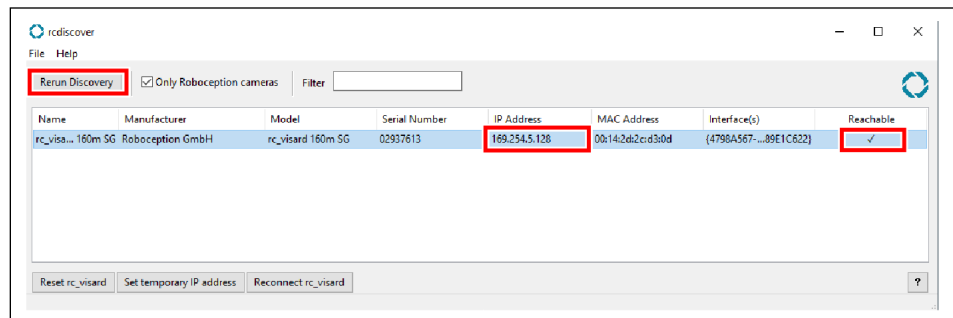 rcdiscover
File Help
Rerun Discovery Only Roboception cameras Filter
Name Manufacturer Model Serial Number IP Address MAC Address Interface(s) Reachable
rc_visa... 160m SG Roboception GmbH rc_visard 160m SG 02937613 169.254.5.128 00:14:2d:2c:d3:0d {4798A567-...89E1C622} ✓
Reset rc_visard Set temporary IP address Reconnect rc_visard ?